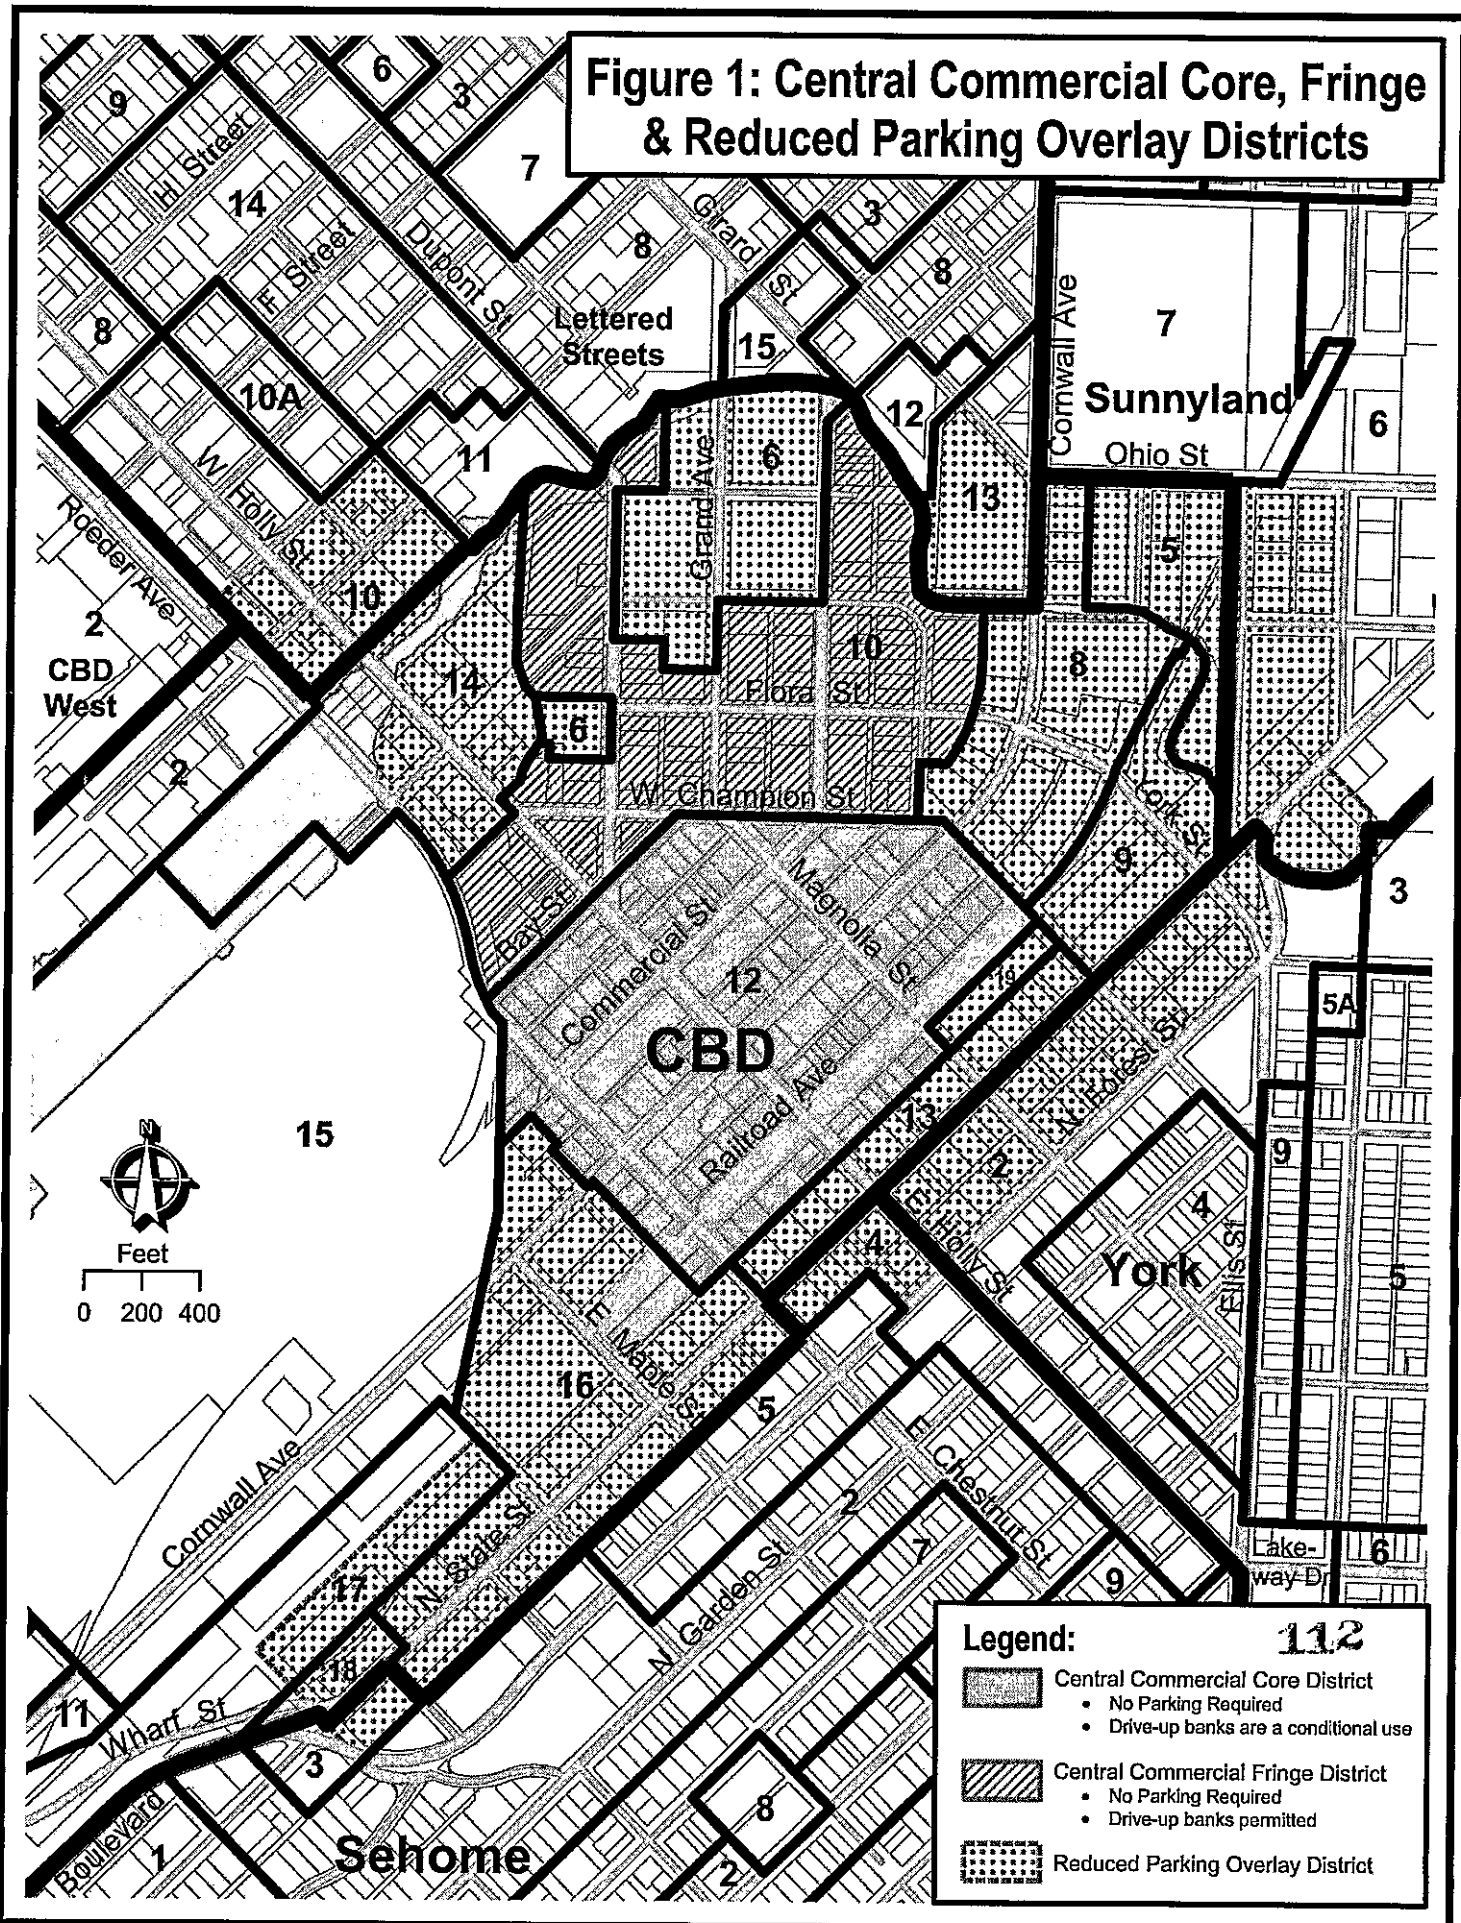 Figure 1: Central Commercial Core, Fringe
& Reduced Parking Overlay Districts
6
9
3
7
H Street
14
F Street
Dupont St
8
Girard St
3
8
Lettered
Streets
15
Cornwall Ave
7
Sunnyland
Ohio St
6
8
10A
11
12
13
W Holly St
Roeder Ave
Grand Ave
6
5
10
10
2
CBD
West
14
8
Flora St
6
2
W. Champion St
York St
9
3
Bay St
Commercial St
Magnolia St
12
CBD
19
5A
N Forest St
Railroad Ave
13
2
15
N
Feet
0 200 400
9
4
4
E Holly St
York
Ellis St
5
E Maple St
16
5
Cornwall Ave
E Chestnut St
2
7
N State St
17
N Garden St
9
Lake-
way Dr
6
18
11
Wharf St
3
Boulevard
1
8
Sehome
2
Legend:
112
Central Commercial Core District
• No Parking Required
• Drive-up banks are a conditional use
Central Commercial Fringe District
• No Parking Required
• Drive-up banks permitted
Reduced Parking Overlay District